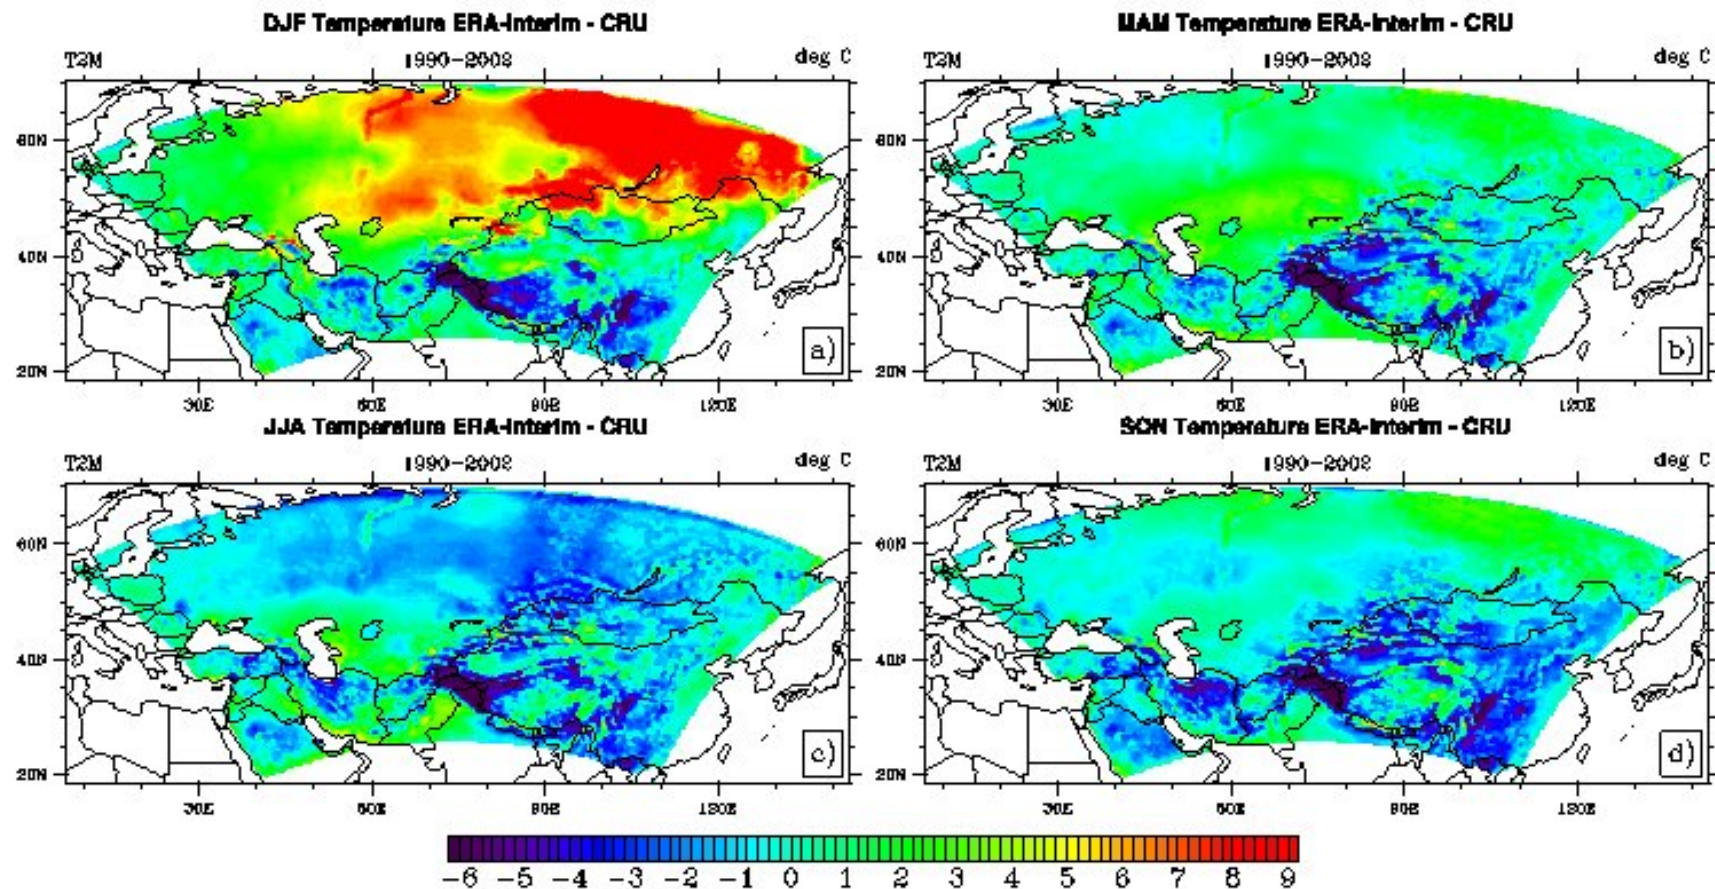 DJF Temperature ERA-Interim - CRU
T2M 1990-2002 deg C
60N
40N
20N
a)
30E 60E 90E 120E
MAM Temperature ERA-Interim - CRU
T2M 1990-2002 deg C
60N
40N
20N
b)
30E 60E 90E 120E
JJA Temperature ERA-Interim - CRU
T2M 1990-2002 deg C
60N
40N
20N
c)
30E 60E 90E 120E
SON Temperature ERA-Interim - CRU
T2M 1990-2002 deg C
60N
40N
20N
d)
30E 60E 90E 120E
-6 -5 -4 -3 -2 -1 0 1 2 3 4 5 6 7 8 9